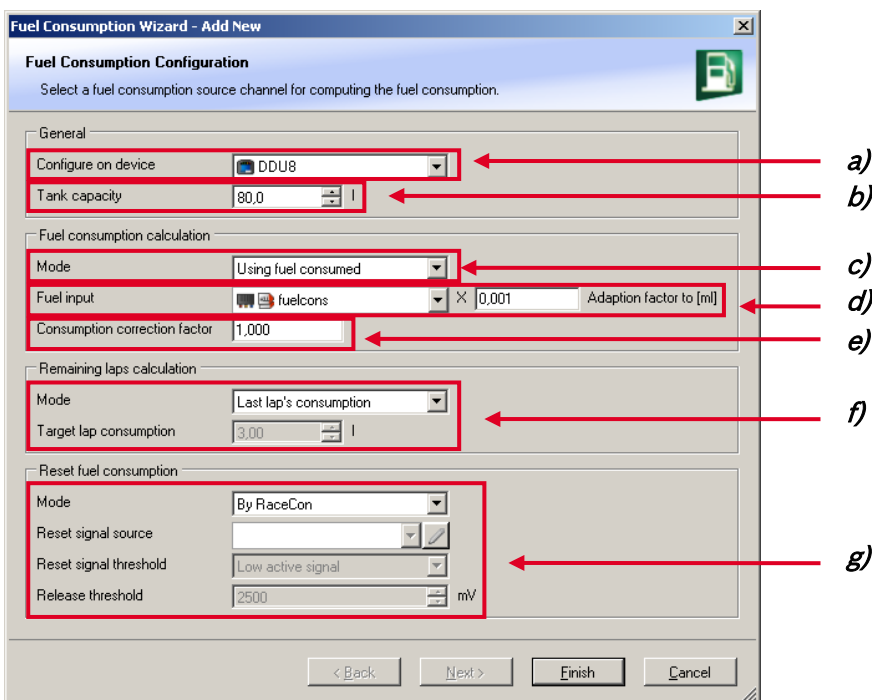 Fuel Consumption Wizard - Add New
Fuel Consumption Configuration
Select a fuel consumption source channel for computing the fuel consumption.
General
Configure on device DDU8 a)
Tank capacity 80,0 l b)
Fuel consumption calculation
Mode Using fuel consumed c)
Fuel input fuelcons X 0,001 Adaption factor to [ml] d)
Consumption correction factor 1,000 e)
Remaining laps calculation
Mode Last lap's consumption
Target lap consumption 3,00 l f)
Reset fuel consumption
Mode By RaceCon
Reset signal source
Reset signal threshold Low active signal g)
Release threshold 2500 mV
< Back Next > Finish Cancel